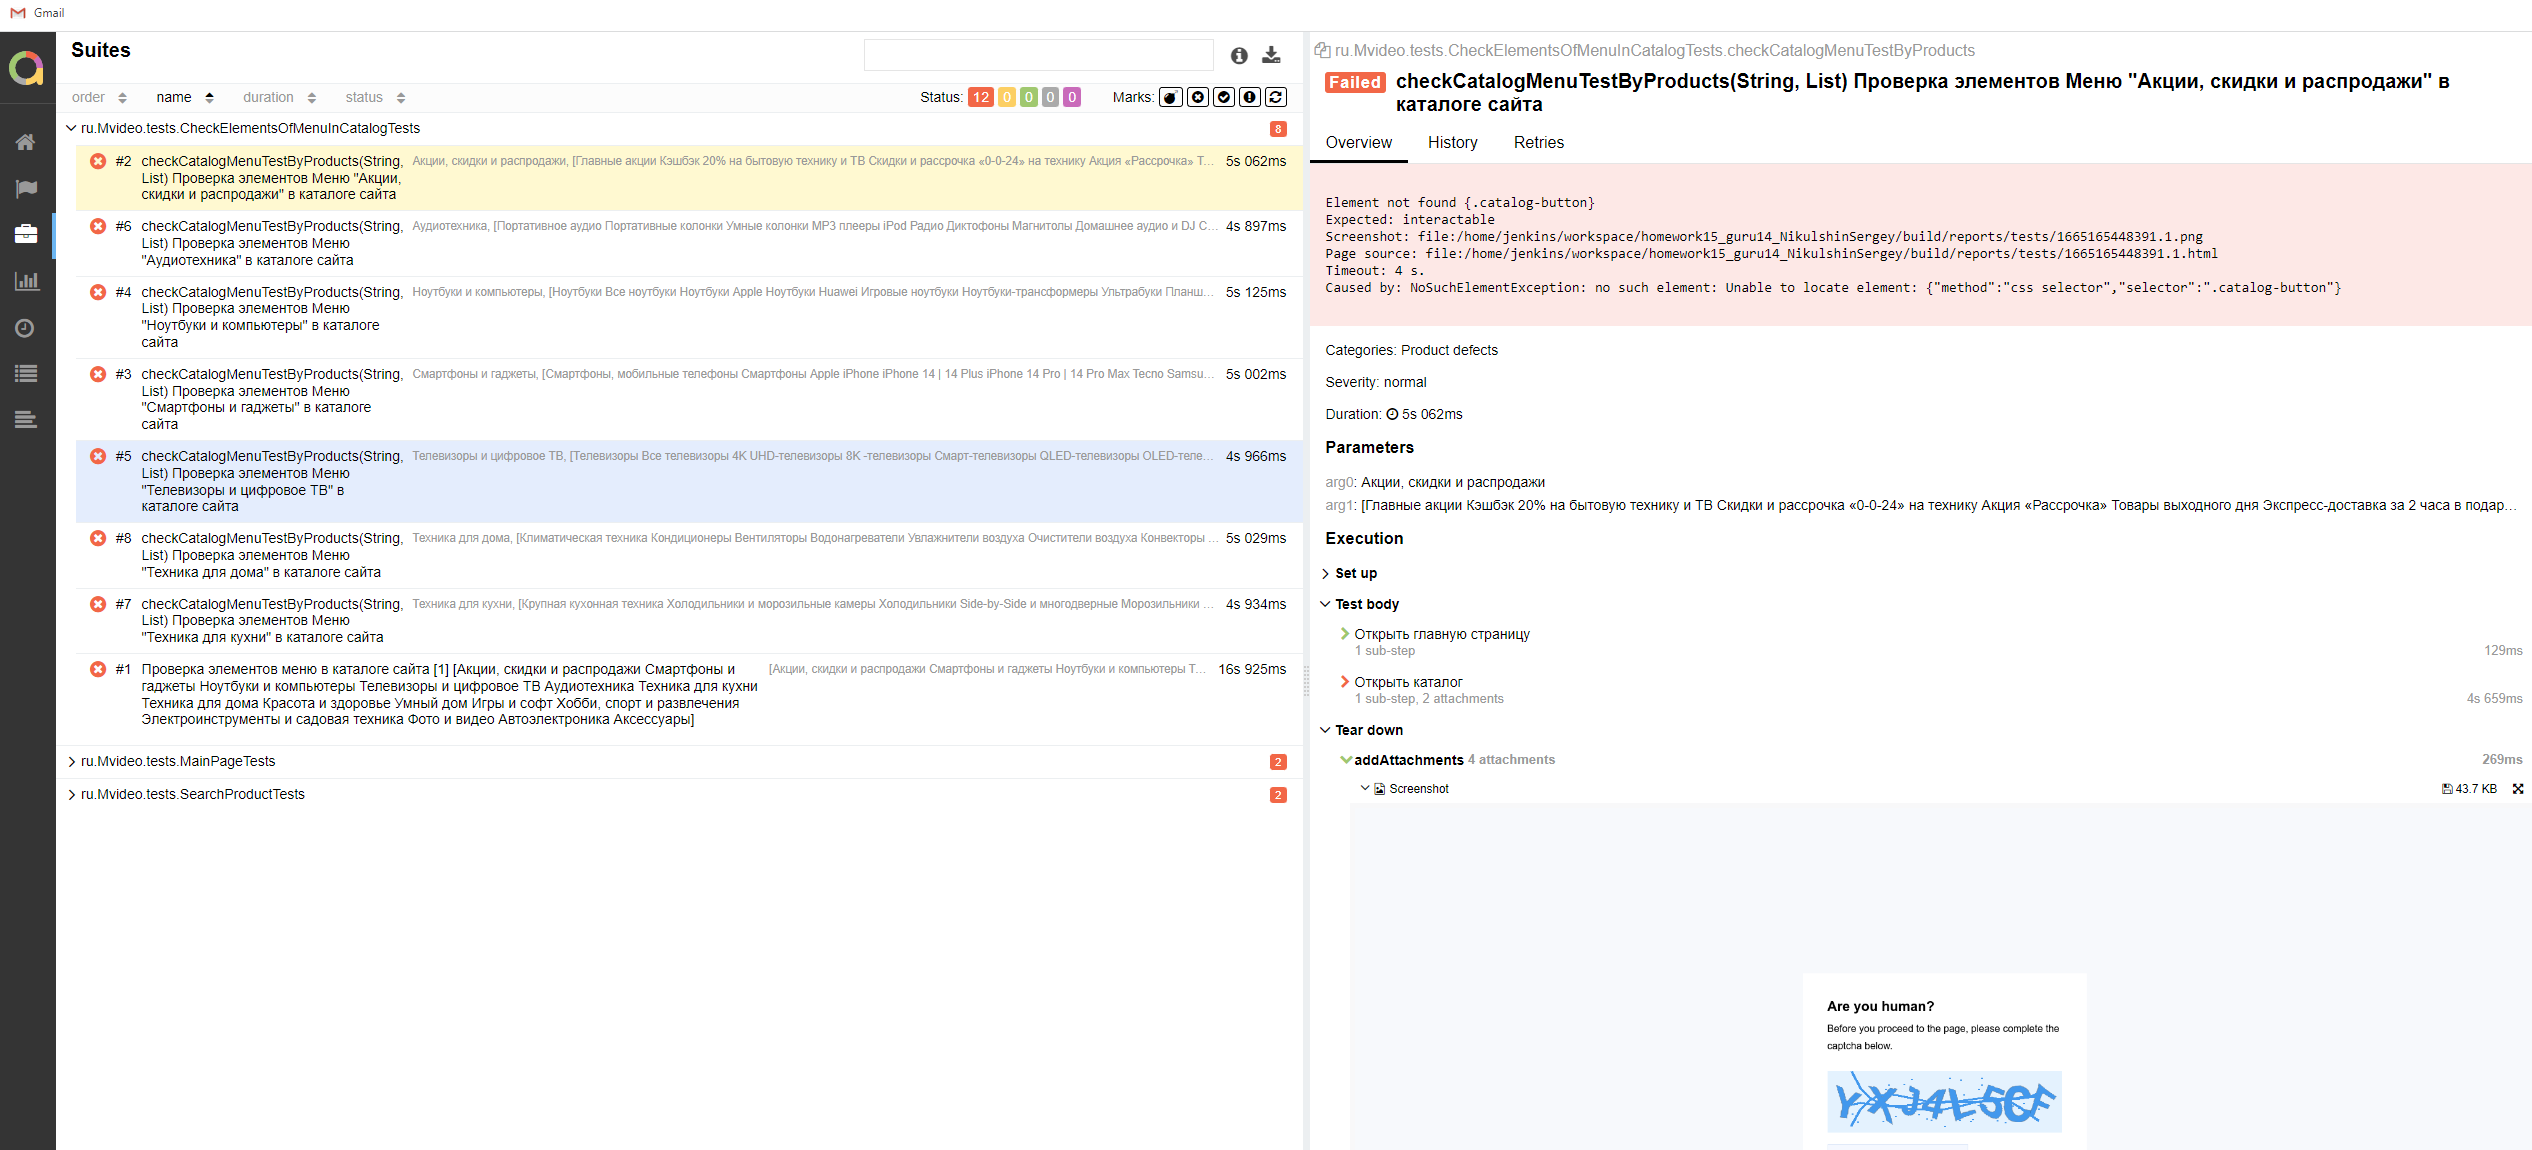 Gmail
Suites
order name duration status
Status: 12 0 0 0 0 Marks:
ru.Mvideo.tests.CheckElementsOfMenuInCatalogTests 8
#2 checkCatalogMenuTestByProducts(String, Акции, скидки и распродажи, [Главные акции Кэшбэк 20% на бытовую технику и ТВ Скидки и рассрочка «0-0-24» на технику Акция «Рассрочка» Т... 5s 062ms
List) Проверка элементов Меню "Акции,
скидки и распродажи" в каталоге сайта
#6 checkCatalogMenuTestByProducts(String, Аудиотехника, [Портативное аудио Портативные колонки Умные колонки MP3 плееры iPod Радио Диктофоны Магнитолы Домашнее аудио и DJ С... 4s 897ms
List) Проверка элементов Меню
"Аудиотехника" в каталоге сайта
#4 checkCatalogMenuTestByProducts(String, Ноутбуки и компьютеры, [Ноутбуки Все ноутбуки Ноутбуки Apple Ноутбуки Huawei Игровые ноутбуки Ноутбуки-трансформеры Ультрабуки Планш... 5s 125ms
List) Проверка элементов Меню
"Ноутбуки и компьютеры" в каталоге
сайта
#3 checkCatalogMenuTestByProducts(String, Смартфоны и гаджеты, [Смартфоны, мобильные телефоны Смартфоны Apple iPhone iPhone 14 | 14 Plus iPhone 14 Pro | 14 Pro Max Tecno Samsu... 5s 002ms
List) Проверка элементов Меню
"Смартфоны и гаджеты" в каталоге
сайта
#5 checkCatalogMenuTestByProducts(String, Телевизоры и цифровое ТВ, [Телевизоры Все телевизоры 4K UHD-телевизоры 8K -телевизоры Смарт-телевизоры QLED-телевизоры OLED-теле... 4s 966ms
List) Проверка элементов Меню
"Телевизоры и цифровое ТВ" в
каталоге сайта
#8 checkCatalogMenuTestByProducts(String, Техника для дома, [Климатическая техника Кондиционеры Вентиляторы Водонагреватели Увлажнители воздуха Очистители воздуха Конвекторы ... 5s 029ms
List) Проверка элементов Меню
"Техника для дома" в каталоге сайта
#7 checkCatalogMenuTestByProducts(String, Техника для кухни, [Крупная кухонная техника Холодильники и морозильные камеры Холодильники Side-by-Side и многодверные Морозильники ... 4s 934ms
List) Проверка элементов Меню
"Техника для кухни" в каталоге сайта
#1 Проверка элементов меню в каталоге сайта [1] [Акции, скидки и распродажи Смартфоны и [Акции, скидки и распродажи Смартфоны и гаджеты Ноутбуки и компьютеры Т... 16s 925ms
гаджеты Ноутбуки и компьютеры Телевизоры и цифровое ТВ Аудиотехника Техника для кухни
Техника для дома Красота и здоровье Умный дом Игры и софт Хобби, спорт и развлечения
Электроинструменты и садовая техника Фото и видео Автоэлектроника Аксессуары]
ru.Mvideo.tests.MainPageTests 2
ru.Mvideo.tests.SearchProductTests 2
ru.Mvideo.tests.CheckElementsOfMenuInCatalogTests.checkCatalogMenuTestByProducts
Failed checkCatalogMenuTestByProducts(String, List) Проверка элементов Меню "Акции, скидки и распродажи" в
каталоге сайта
Overview History Retries
Element not found {.catalog-button}
Expected: interactable
Screenshot: file:/home/jenkins/workspace/homework15_guru14_NikulshinSergey/build/reports/tests/1665165448391.1.png
Page source: file:/home/jenkins/workspace/homework15_guru14_NikulshinSergey/build/reports/tests/1665165448391.1.html
Timeout: 4 s.
Caused by: NoSuchElementException: no such element: Unable to locate element: {"method":"css selector","selector":".catalog-button"}
Categories: Product defects
Severity: normal
Duration: 5s 062ms
Parameters
arg0: Акции, скидки и распродажи
arg1: [Главные акции Кэшбэк 20% на бытовую технику и ТВ Скидки и рассрочка «0-0-24» на технику Акция «Рассрочка» Товары выходного дня Экспресс-доставка за 2 часа в подар...
Execution
Set up
Test body
Открыть главную страницу
1 sub-step 129ms
Открыть каталог
1 sub-step, 2 attachments 4s 659ms
Tear down
addAttachments 4 attachments 269ms
Screenshot 43.7 KB
Are you human?
Before you proceed to the page, please complete the
captcha below.
YXJ4L5CF